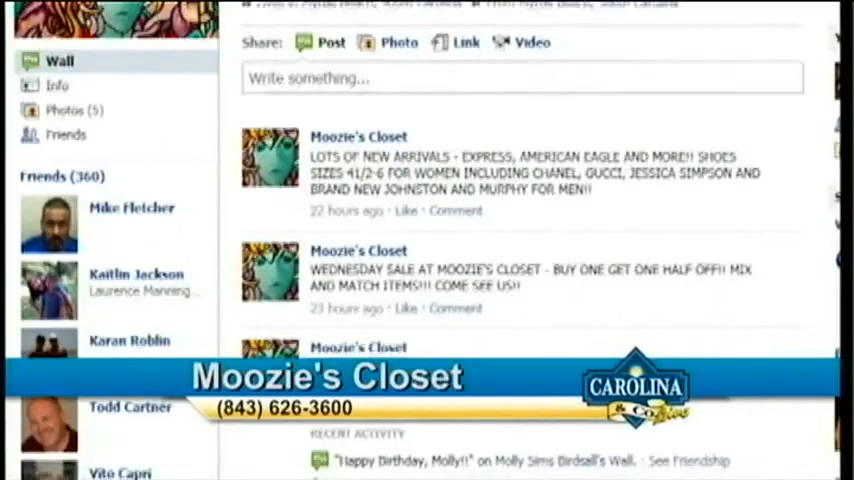 Share: Post Photo Link Video
Write something...
Wall
Info
Photos (5)
Friends
Friends (360)
Mike Fletcher
Kaitlin Jackson
Laurence Manning...
Karan Roblin
Todd Cartner
Vito Capri
Moozie's Closet
LOTS OF NEW ARRIVALS - EXPRESS, AMERICAN EAGLE AND MORE!! SHOES
SIZES 41/2-6 FOR WOMEN INCLUDING CHANEL, GUCCI, JESSICA SIMPSON AND
BRAND NEW JOHNSTON AND MURPHY FOR MEN!!
22 hours ago · Like · Comment
Moozie's Closet
WEDNESDAY SALE AT MOOZIE'S CLOSET - BUY ONE GET ONE HALF OFF!! MIX
AND MATCH ITEMS!!! COME SEE US!!
23 hours ago · Like · Comment
Moozie's Closet
Moozie's Closet
(843) 626-3600
CAROLINA
& Co Live
RECENT ACTIVITY
"Happy Birthday, Molly!!" on Molly Sims Birdsall's Wall. · See Friendship